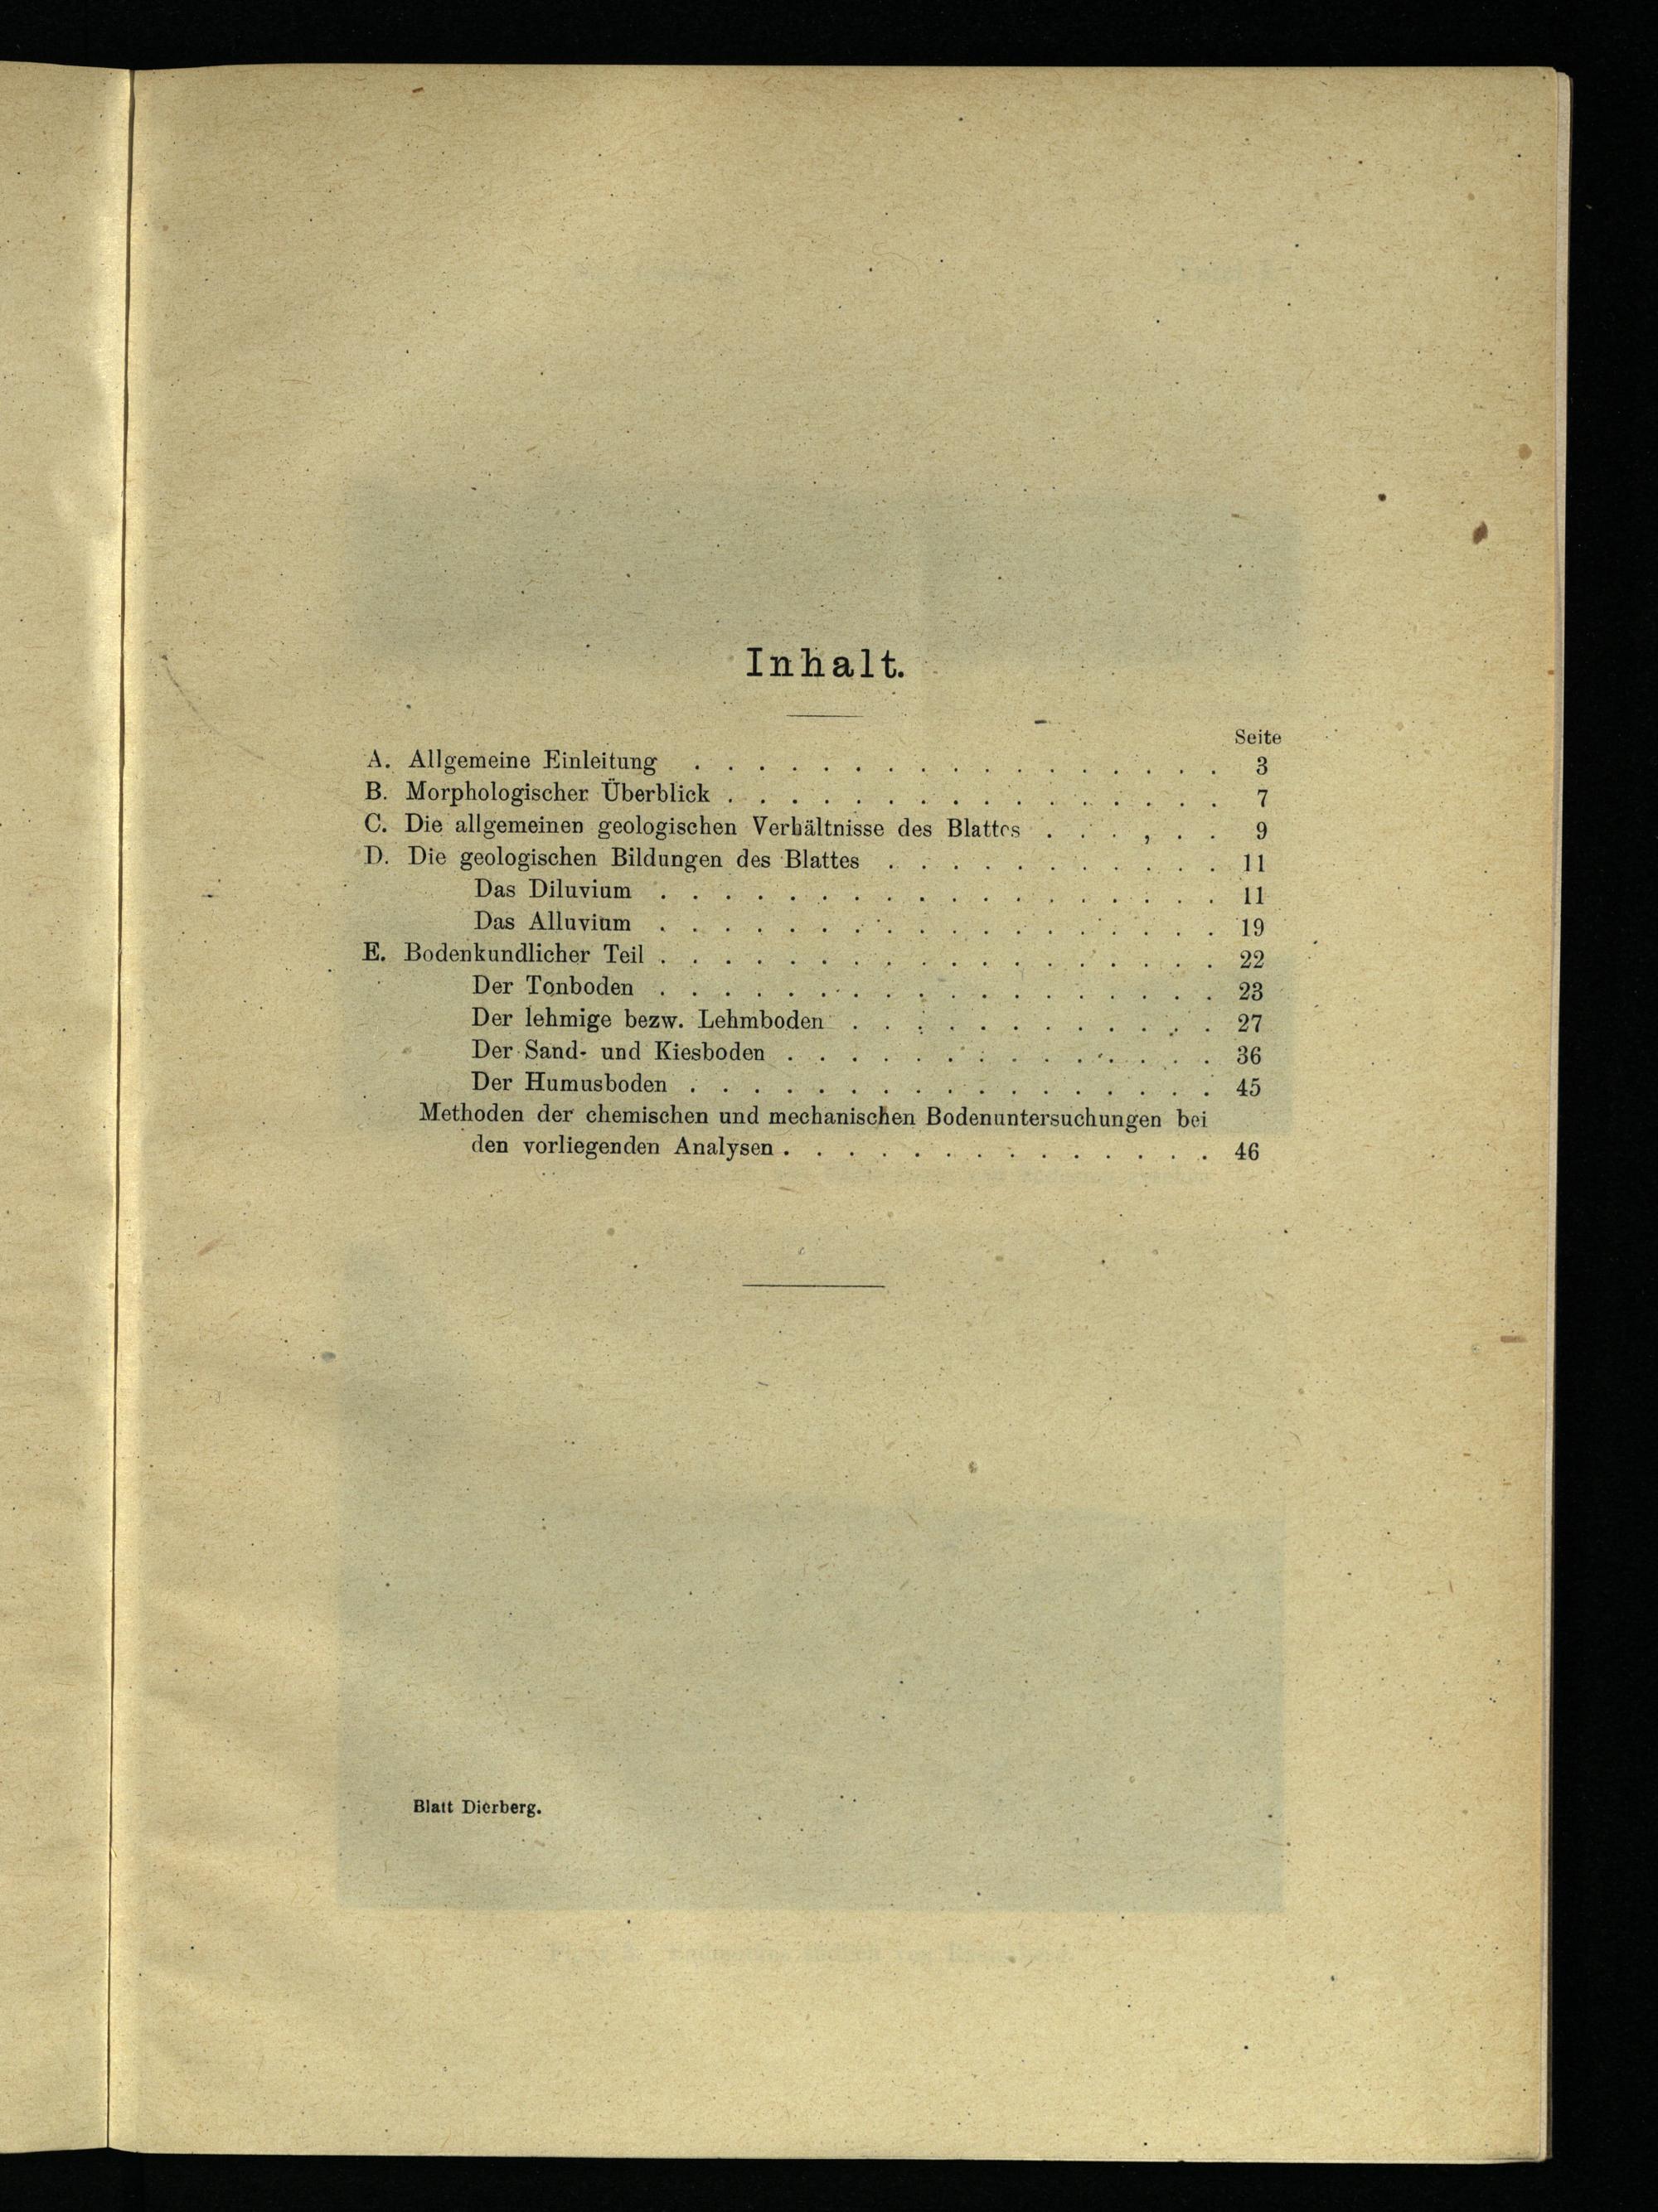 Inhalt.
Seite
A. Allgemeine Einleitung . . . . . . . . . . . . . . . . . 3
B. Morphologischer Überblick . . . . . . . . . . . . . . . . 7
C. Die allgemeinen geologischen Verhältnisse des Blattes . . . , . . 9
D. Die geologischen Bildungen des Blattes . . . . . . . . . . . 11
Das Diluvium . . . . . . . . . . . . . . . . . . 11
Das Alluvium . . . . . . . . . . . . . . . . . . 19
E. Bodenkundlicher Teil . . . . . . . . . . . . . . . . . . 22
Der Tonboden . . . . . . . . . . . . . . . . . . 23
Der lehmige bezw. Lehmboden . . . . . . . . . . . . 27
Der Sand- und Kiesboden . . . . . . . . . . . . . . 36
Der Humusboden . . . . . . . . . . . . . . . . . 45
Methoden der chemischen und mechanischen Bodenuntersuchungen bei
den vorliegenden Analysen . . . . . . . . . . . . . . 46
Blatt Dierberg.